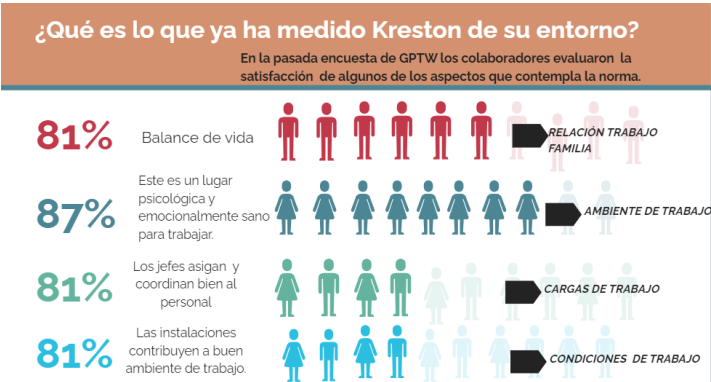 ¿Qué es lo que ya ha medido Kreston de su entorno?
En la pasada encuesta de GPTW los colaboradores evaluaron la
satisfacción de algunos de los aspectos que contempla la norma.
81%
Balance de vida
RELACIÓN TRABAJO
FAMILIA
87%
Este es un lugar
psicológica y
emocionalmente sano
para trabajar.
AMBIENTE DE TRABAJO
81%
Los jefes asigan y
coordinan bien al
personal
CARGAS DE TRABAJO
81%
Las instalaciones
contribuyen a buen
ambiente de trabajo.
CONDICIONES DE TRABAJO